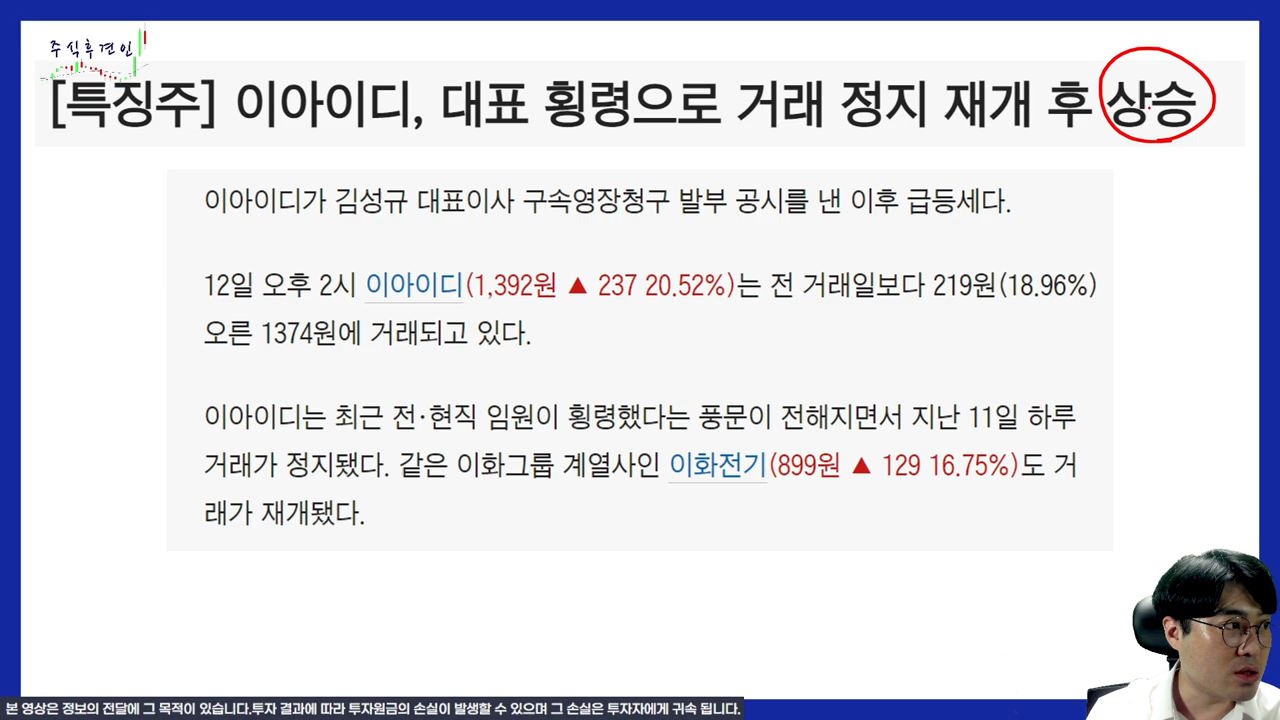 주식후견인
[특징주] 이아이디, 대표 횡령으로 거래 정지 재개 후 상승
이아이디가 김성규 대표이사 구속영장청구 발부 공시를 낸 이후 급등세다.
12일 오후 2시 이아이디(1,392원 ▲ 237 20.52%)는 전 거래일보다 219원(18.96%)
오른 1374원에 거래되고 있다.
이아이디는 최근 전·현직 임원이 횡령했다는 풍문이 전해지면서 지난 11일 하루
거래가 정지됐다. 같은 이화그룹 계열사인 이화전기(899원 ▲ 129 16.75%)도 거
래가 재개됐다.
본 영상은 정보의 전달에 그 목적이 있습니다.투자 결과에 따라 투자원금의 손실이 발생할 수 있으며 그 손실은 투자자에게 귀속 됩니다.